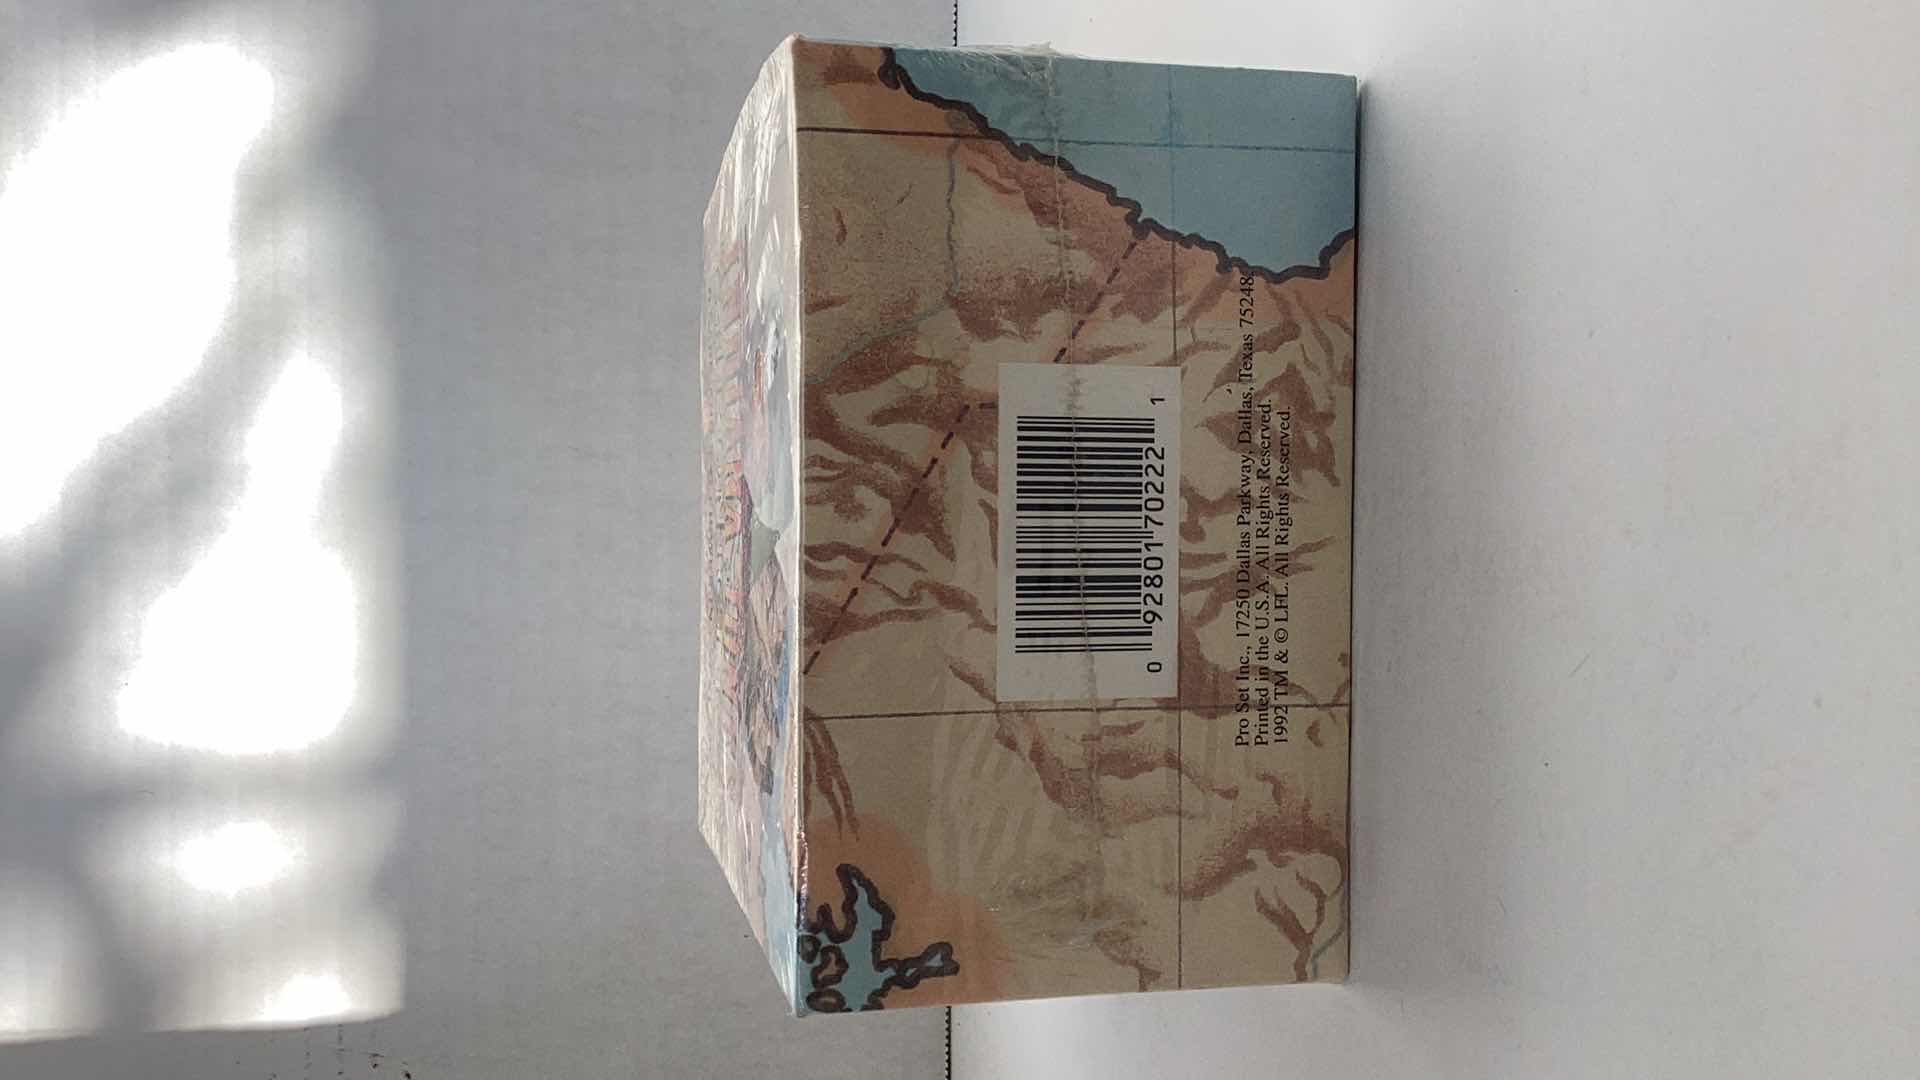 0 92801 70222 1
Pro Set Inc., 17250 Dallas Parkway, Dallas, Texas 75248.
Printed in the U.S.A. All Rights Reserved.
1992 TM & © LFL. All Rights Reserved.